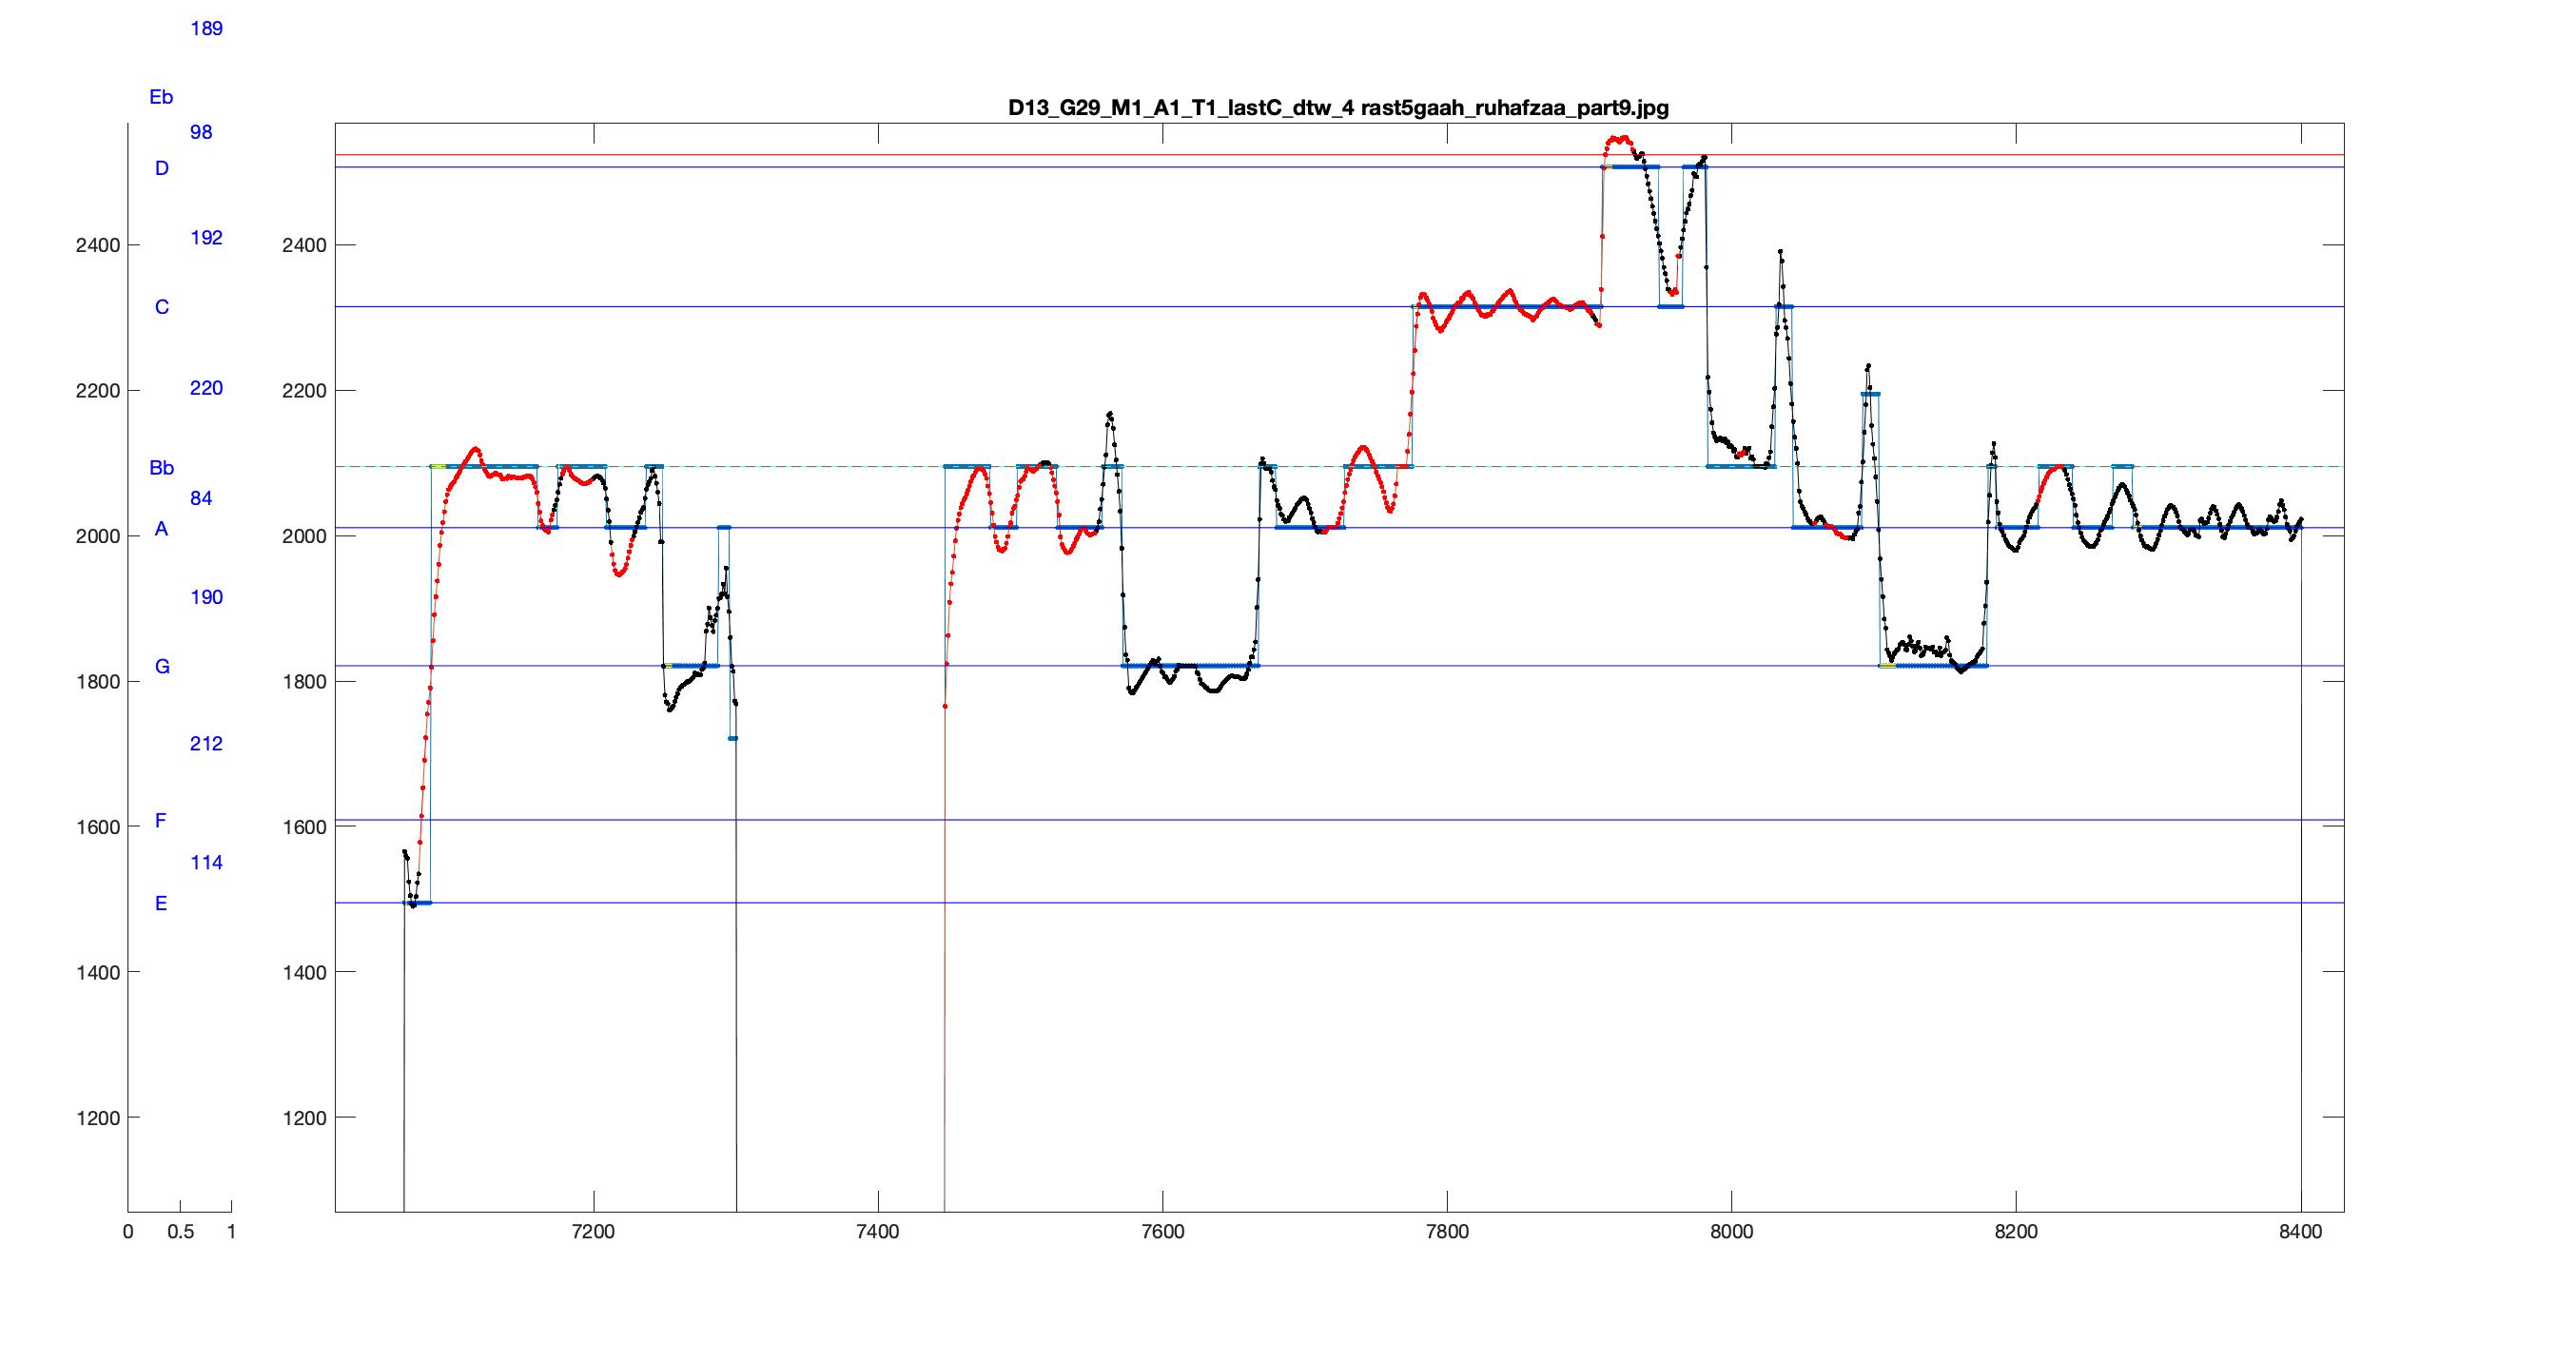 189
Eb
98
D13_G29_M1_A1_T1_lastC_dtw_4 rast5gaah_ruhafzaa_part9.jpg
D
192
2400 2400
C
220
2200 2200
Bb
84
A
2000 2000
190
G
1800 1800
212
F
1600 1600
114
E
1400 1400
1200 1200
0 0.5 1 7200 7400 7600 7800 8000 8200 8400